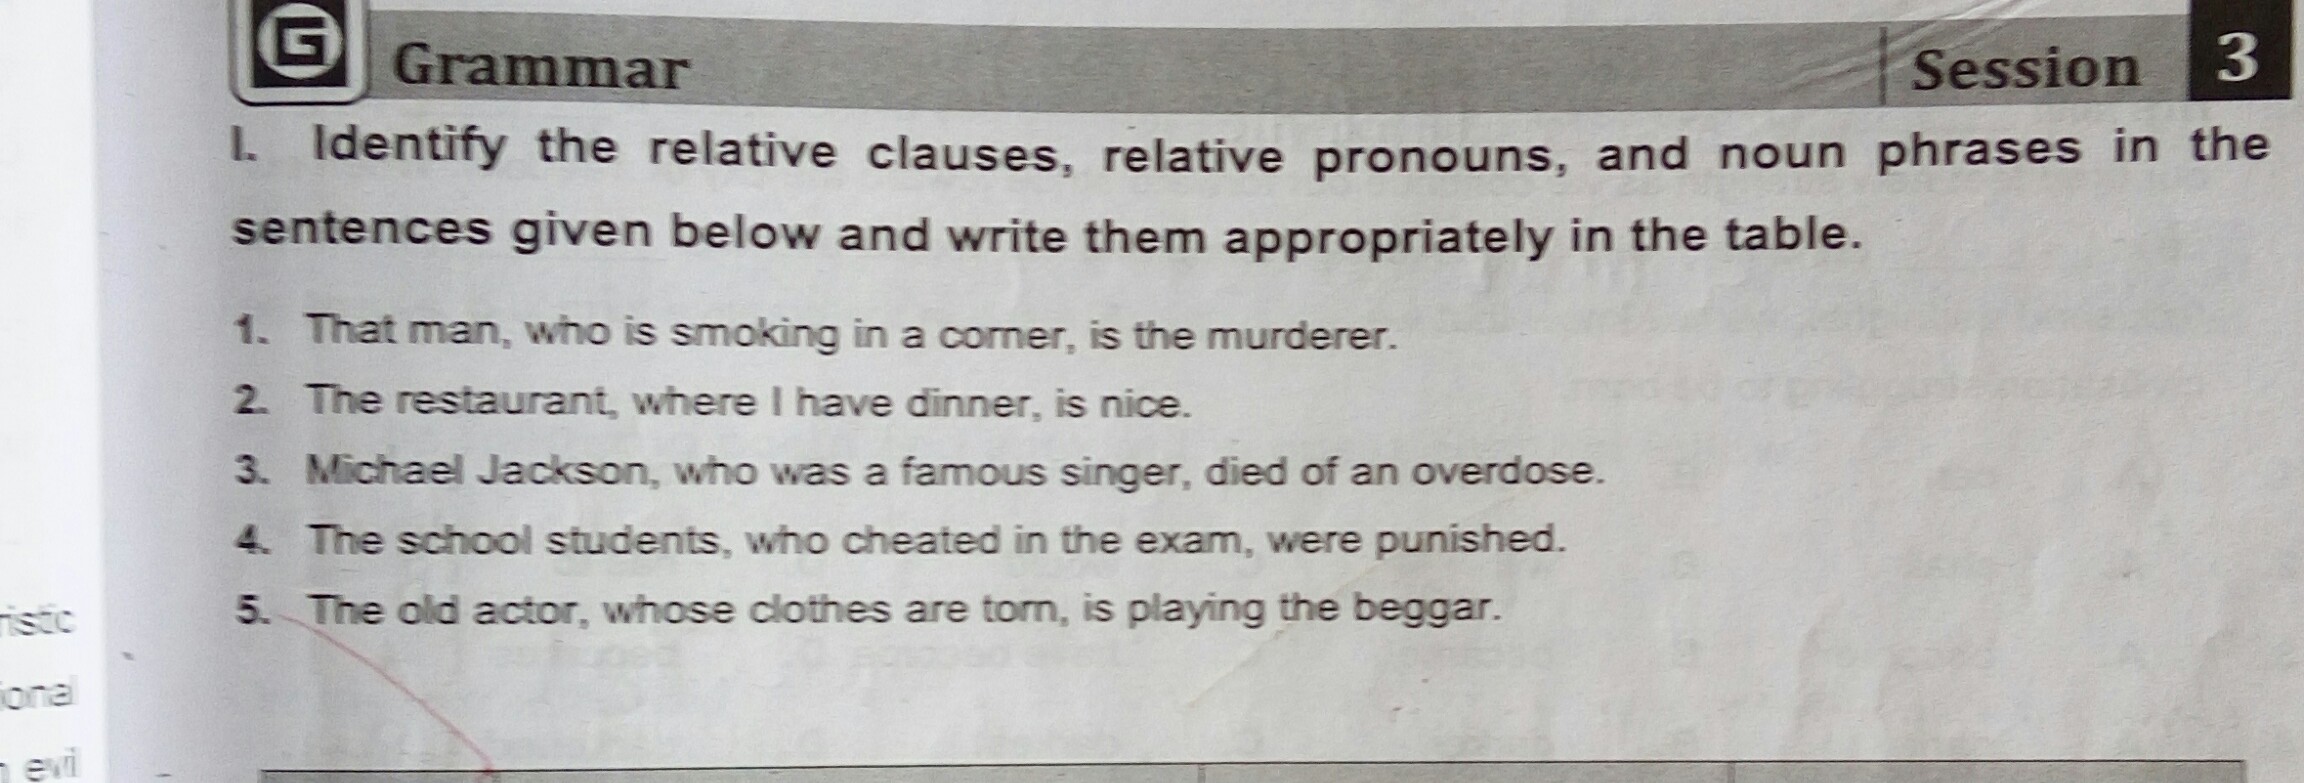 G Grammar Session 3
I. Identify the relative clauses, relative pronouns, and noun phrases in the
sentences given below and write them appropriately in the table.
1. That man, who is smoking in a corner, is the murderer.
2. The restaurant, where I have dinner, is nice.
3. Michael Jackson, who was a famous singer, died of an overdose.
4. The school students, who cheated in the exam, were punished.
5. The old actor, whose clothes are torn, is playing the beggar.
ristic
ional
evil